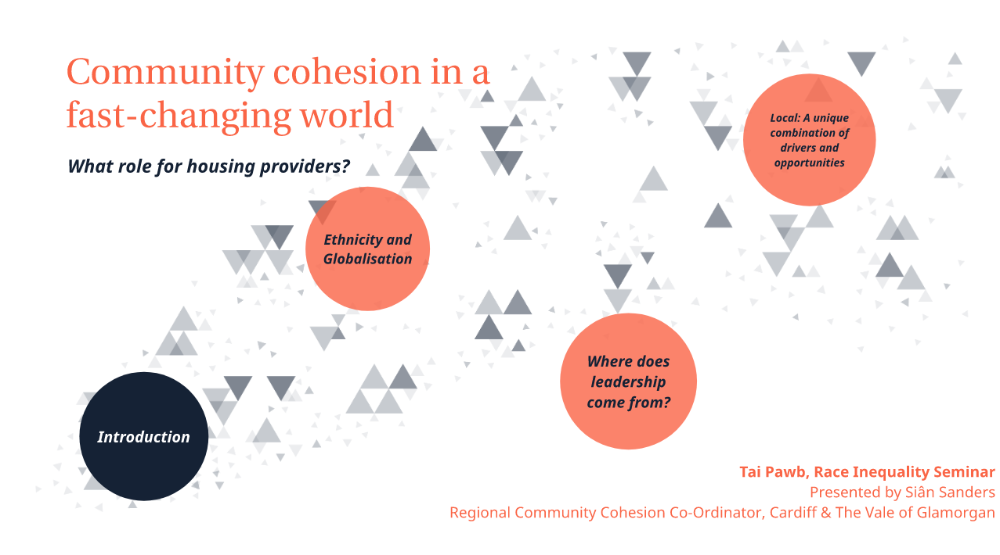 Community cohesion in a
fast-changing world
What role for housing providers?
Local: A unique
combination of
drivers and
opportunities
Ethnicity and
Globalisation
Where does
leadership
come from?
Introduction
Tai Pawb, Race Inequality Seminar
Presented by Siân Sanders
Regional Community Cohesion Co-Ordinator, Cardiff & The Vale of Glamorgan